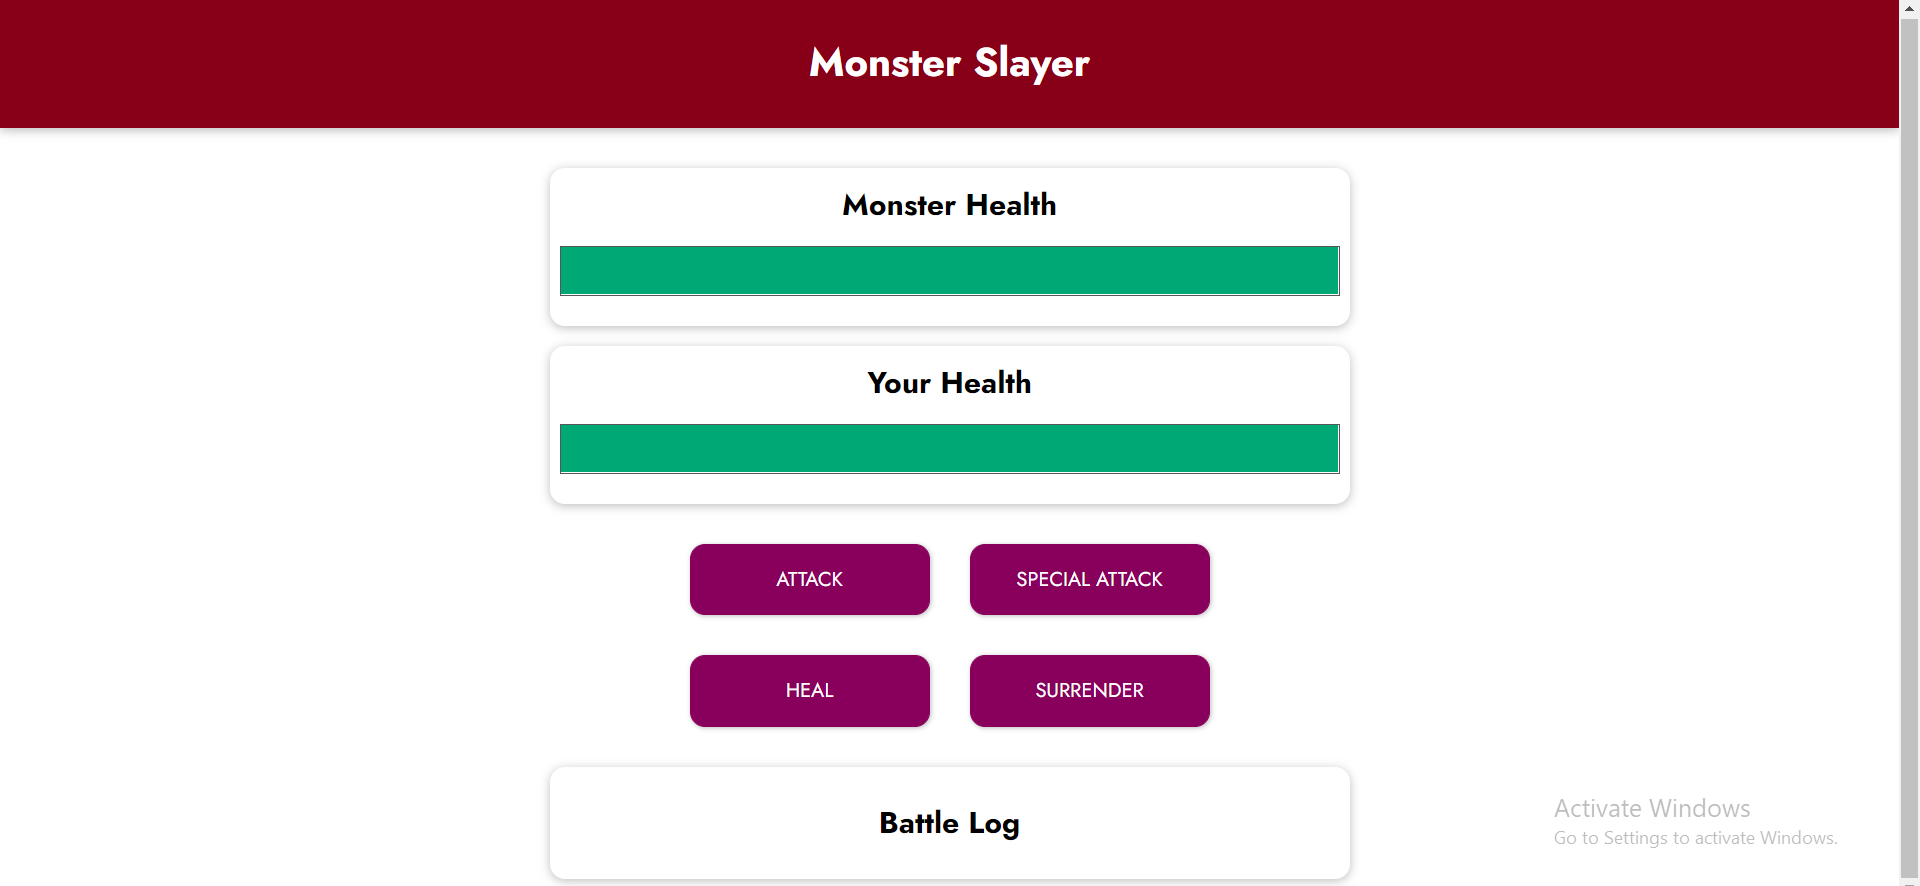 Monster Slayer
Monster Health
Your Health
ATTACK
SPECIAL ATTACK
HEAL
SURRENDER
Battle Log
Activate Windows
Go to Settings to activate Windows.